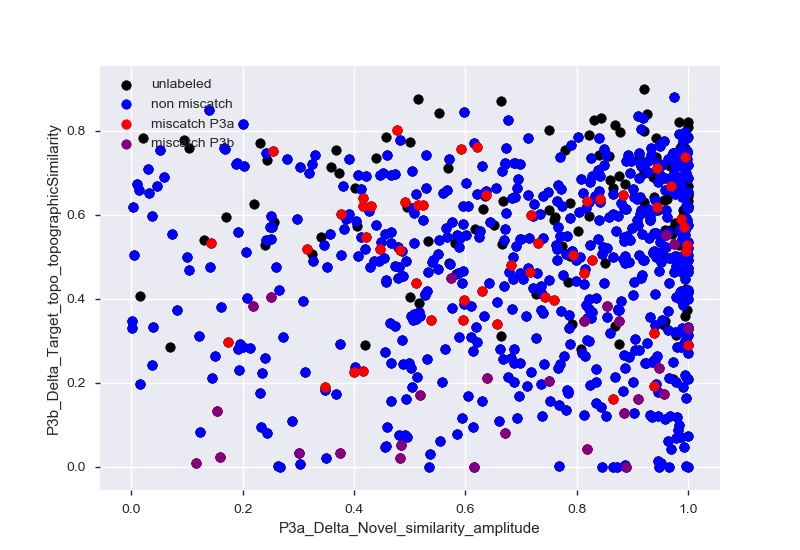 unlabeled
non miscatch
miscatch P3a
miscatch P3b
0.8
0.6
0.4
0.2
0.0
P3b_Delta_Target_topo_topographicSimilarity
0.0 0.2 0.4 0.6 0.8 1.0
P3a_Delta_Novel_similarity_amplitude